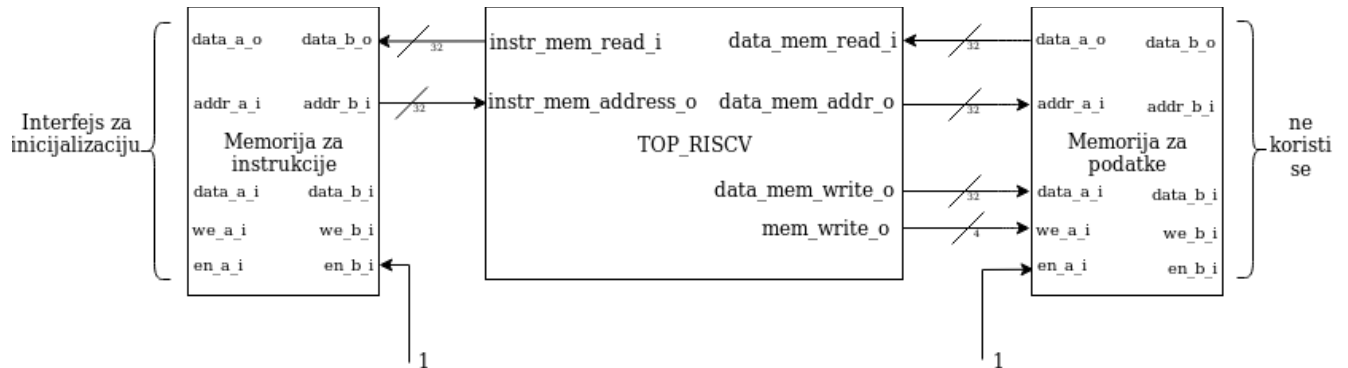 Interfejs za
inicijalizaciju
data_a_o data_b_o
addr_a_i addr_b_i
Memorija za
instrukcije
data_a_i data_b_i
we_a_i we_b_i
en_a_i en_b_i
1
32
32
instr_mem_read_i data_mem_read_i
instr_mem_address_o data_mem_addr_o
TOP_RISCV
data_mem_write_o
mem_write_o
32
32
32
4
data_a_o data_b_o
addr_a_i addr_b_i
Memorija za
podatke
data_a_i data_b_i
we_a_i we_b_i
en_a_i en_b_i
1
ne
koristi
se